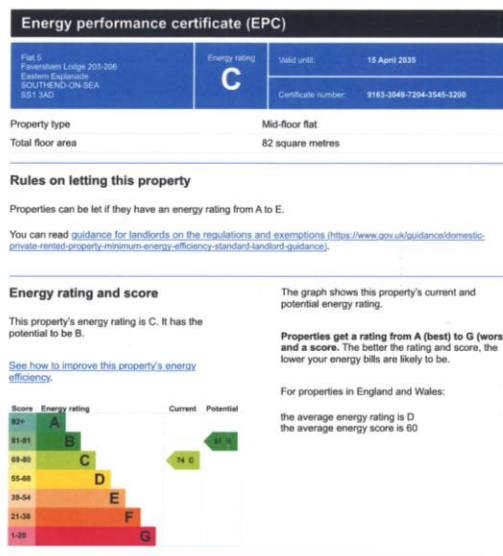 Energy performance certificate (EPC)
Flat 5
Faversham Lodge 203-206
Eastern Esplanade
SOUTHEND-ON-SEA
SS1 3AD
Energy rating
C
Valid until:
15 April 2035
Certificate number:
9163-3049-7204-3545-3200
Property type
Mid-floor flat
Total floor area
82 square metres
Rules on letting this property
Properties can be let if they have an energy rating from A to E.
You can read guidance for landlords on the regulations and exemptions (https://www.gov.uk/guidance/domestic-
private-rented-property-minimum-energy-efficiency-standard-landlord-guidance).
Energy rating and score
This property's energy rating is C. It has the
potential to be B.
See how to improve this property's energy
efficiency.
Score Energy rating Current Potential
92+ A
81-91 B
69-80 C 74 C
55-68 D
39-54 E
21-38 F
1-20 G
The graph shows this property's current and
potential energy rating.
Properties get a rating from A (best) to G (wors
and a score. The better the rating and score, the
lower your energy bills are likely to be.
For properties in England and Wales:
the average energy rating is D
the average energy score is 60